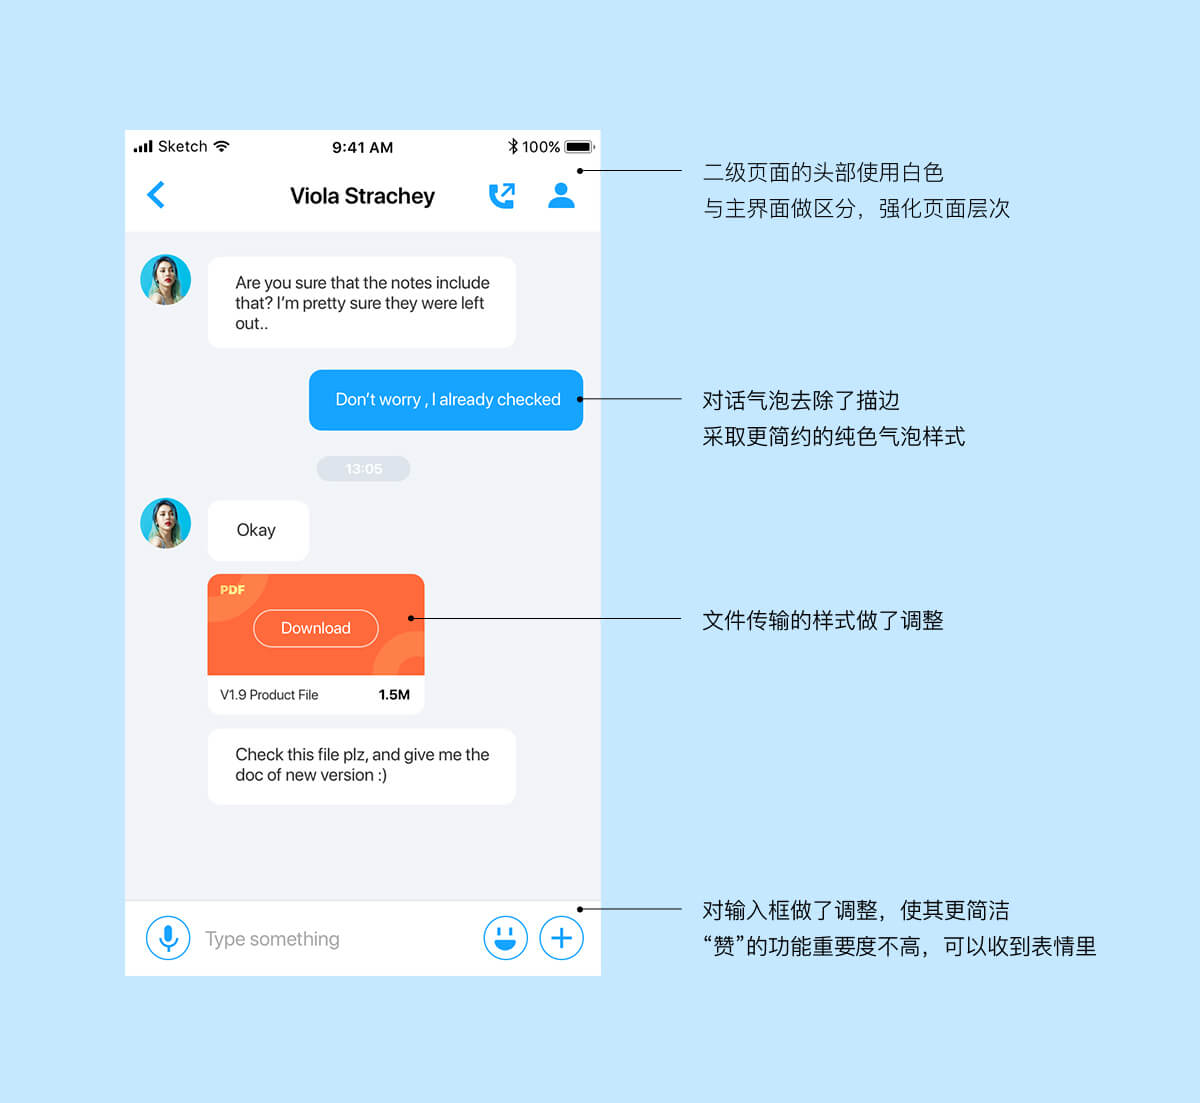 Sketch 9:41 AM 100%
Viola Strachey
二级页面的头部使用白色
与主界面做区分，强化页面层次
Are you sure that the notes include
that? I'm pretty sure they were left
out..
Don't worry , I already checked
对话气泡去除了描边
采取更简约的纯色气泡样式
13:05
Okay
PDF
Download
文件传输的样式做了调整
V1.9 Product File 1.5M
Check this file plz, and give me the
doc of new version :)
对输入框做了调整，使其更简洁
“赞”的功能重要度不高，可以收到表情里
Type something